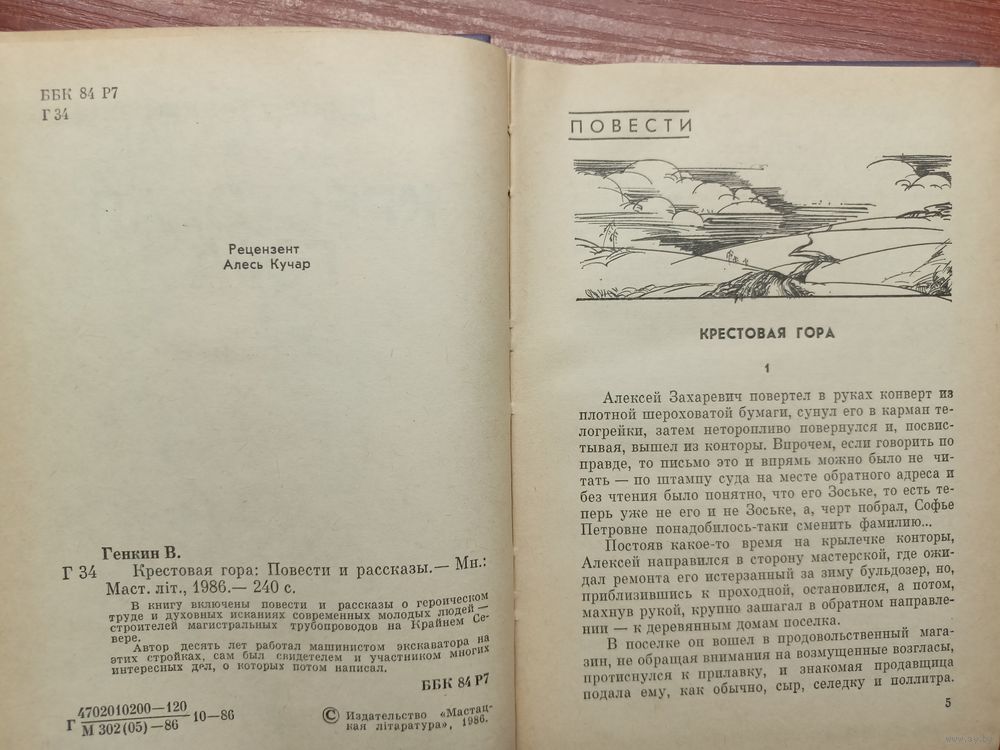 ББК 84 Р7
Г 34
Рецензент
Алесь Кучар
Генкин В.
Г 34 Крестовая гора: Повести и рассказы.— Мн.:
Маст. літ., 1986.— 240 с.
В книгу включены повести и рассказы о героическом
труде и духовных исканиях современных молодых людей —
строителей магистральных трубопроводов на Крайнем Се-
вере.
Автор десять лет работал машинистом экскаватора на
этих стройках, сам был свидетелем и участником многих
интересных дел, о которых потом написал.
ББК 84 Р7
Г 4702010200—120
М 302(05)—86 10—86
© Издательство «Мастац-
кая літаратура», 1986.
ПОВЕСТИ
КРЕСТОВАЯ ГОРА
1
Алексей Захаревич повертел в руках конверт из
плотной шероховатой бумаги, сунул его в карман те-
логрейки, затем неторопливо повернулся и, посвис-
тывая, вышел из конторы. Впрочем, если говорить по
правде, то письмо это и впрямь можно было не чи-
тать — по штампу суда на месте обратного адреса и
без чтения было понятно, что его Зоське, то есть те-
перь уже не его и не Зоське, а, черт побрал, Софье
Петровне понадобилось-таки сменить фамилию...
Постояв какое-то время на крылечке конторы,
Алексей направился в сторону мастерской, где ожи-
дал ремонта его истерзанный за зиму бульдозер, но,
приблизившись к проходной, остановился, а потом,
махнув рукой, крупно зашагал в обратном направле-
нии — к деревянным домам поселка.
В поселке он вошел в продовольственный мага-
зин, не обращая внимания на возмущенные возгласы,
протиснулся к прилавку, и знакомая продавщица
подала ему, как обычно, сыр, селедку и поллитра.
5
www.ay.by